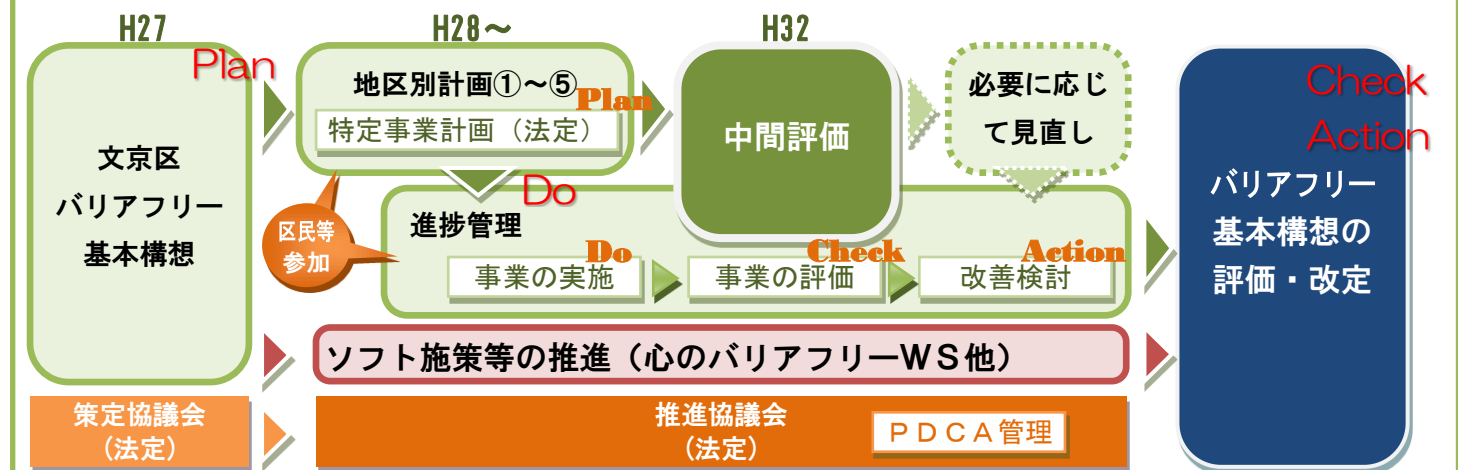 H27
H28～
H32
Plan
文京区
バリアフリー
基本構想
地区別計画①～⑤
Plan
特定事業計画（法定）
中間評価
必要に応じ
て見直し
Check
Action
バリアフリー
基本構想の
評価・改定
区民等
参加
Do
進捗管理
Do
事業の実施
Check
事業の評価
Action
改善検討
ソフト施策等の推進（心のバリアフリーＷＳ他）
策定協議会
（法定）
推進協議会
（法定）
ＰＤＣＡ管理